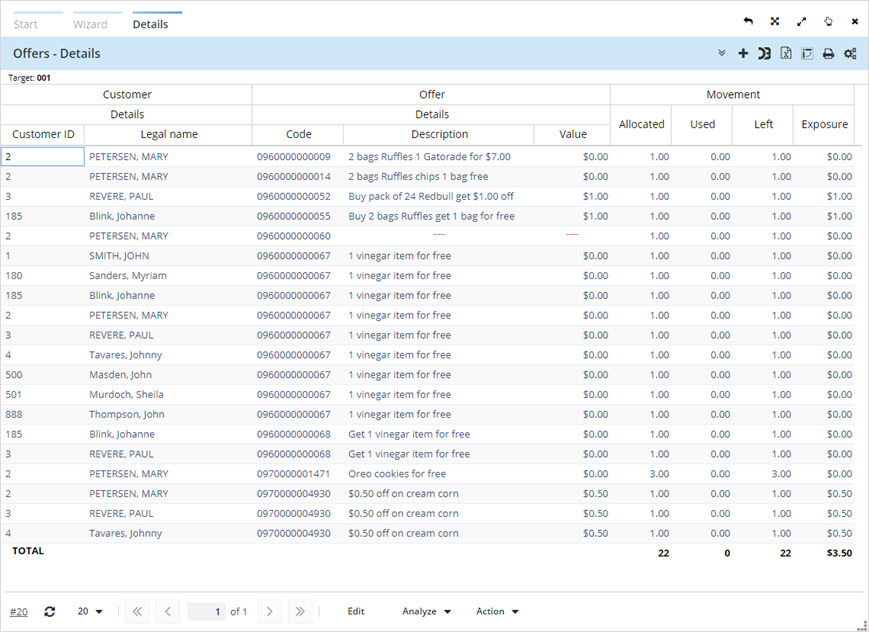 Start Wizard Details
Offers - Details
Target: 001
Customer Offer Movement
Details Details
Allocated Used Left Exposure
Customer ID Legal name Code Description Value
2 PETERSEN, MARY 0960000000009 2 bags Ruffles 1 Gatorade for $7.00 $0.00 1.00 0.00 1.00 $0.00
2 PETERSEN, MARY 0960000000014 2 bags Ruffles chips 1 bag free $0.00 1.00 0.00 1.00 $0.00
3 REVERE, PAUL 0960000000052 Buy pack of 24 Redbull get $1.00 off $1.00 1.00 0.00 1.00 $1.00
185 Blink, Johanne 0960000000055 Buy 2 bags Ruffles get 1 bag for free $1.00 1.00 0.00 1.00 $1.00
2 PETERSEN, MARY 0960000000060 ----- ----- 1.00 0.00 1.00 $0.00
1 SMITH, JOHN 0960000000067 1 vinegar item for free $0.00 1.00 0.00 1.00 $0.00
180 Sanders, Myriam 0960000000067 1 vinegar item for free $0.00 1.00 0.00 1.00 $0.00
185 Blink, Johanne 0960000000067 1 vinegar item for free $0.00 1.00 0.00 1.00 $0.00
2 PETERSEN, MARY 0960000000067 1 vinegar item for free $0.00 1.00 0.00 1.00 $0.00
3 REVERE, PAUL 0960000000067 1 vinegar item for free $0.00 1.00 0.00 1.00 $0.00
4 Tavares, Johnny 0960000000067 1 vinegar item for free $0.00 1.00 0.00 1.00 $0.00
500 Masden, John 0960000000067 1 vinegar item for free $0.00 1.00 0.00 1.00 $0.00
501 Murdoch, Sheila 0960000000067 1 vinegar item for free $0.00 1.00 0.00 1.00 $0.00
888 Thompson, John 0960000000067 1 vinegar item for free $0.00 1.00 0.00 1.00 $0.00
185 Blink, Johanne 0960000000068 Get 1 vinegar item for free $0.00 1.00 0.00 1.00 $0.00
3 REVERE, PAUL 0960000000068 Get 1 vinegar item for free $0.00 1.00 0.00 1.00 $0.00
2 PETERSEN, MARY 0970000001471 Oreo cookies for free $0.00 3.00 0.00 3.00 $0.00
2 PETERSEN, MARY 0970000004930 $0.50 off on cream corn $0.50 1.00 0.00 1.00 $0.50
3 REVERE, PAUL 0970000004930 $0.50 off on cream corn $0.50 1.00 0.00 1.00 $0.50
4 Tavares, Johnny 0970000004930 $0.50 off on cream corn $0.50 1.00 0.00 1.00 $0.50
TOTAL 22 0 22 $3.50
#20 20 1 of 1 Edit Analyze Action